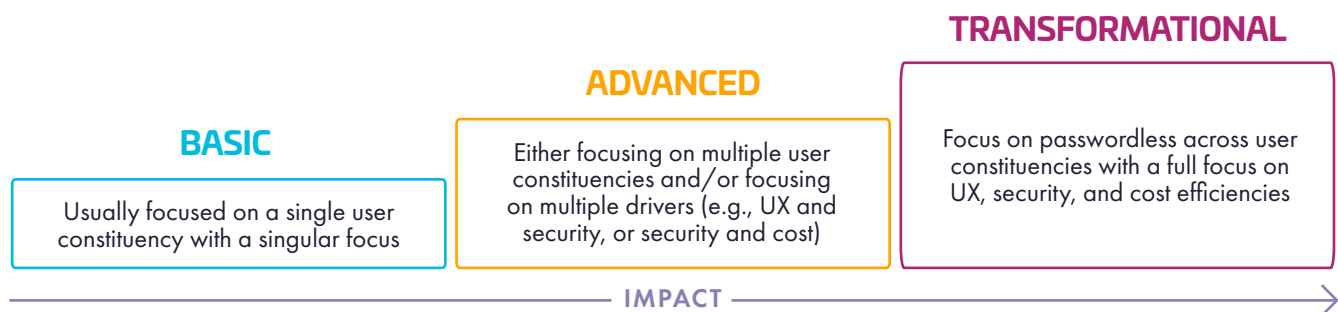 TRANSFORMATIONAL
ADVANCED
BASIC
Usually focused on a single user
constituency with a singular focus
Either focusing on multiple user
constituencies and/or focusing
on multiple drivers (e.g., UX and
security, or security and cost)
Focus on passwordless across user
constituencies with a full focus on
UX, security, and cost efficiencies
IMPACT